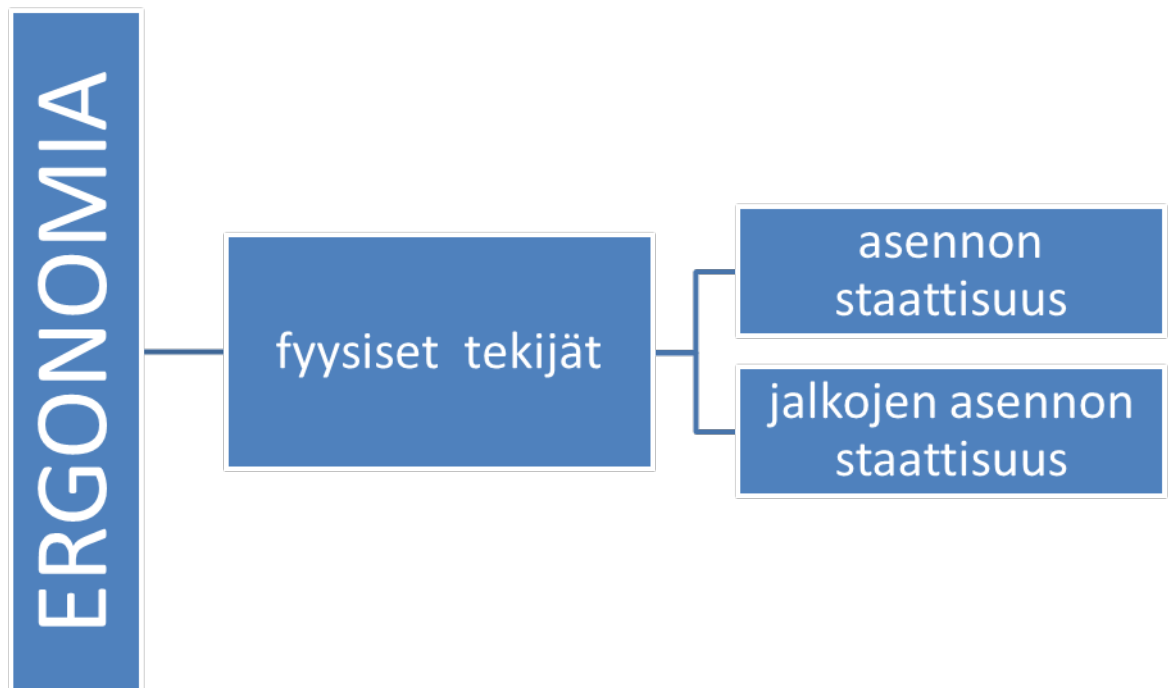 ERGONOMIA
fyysiset tekijät
asennon
staattisuus
jalkojen asennon
staattisuus